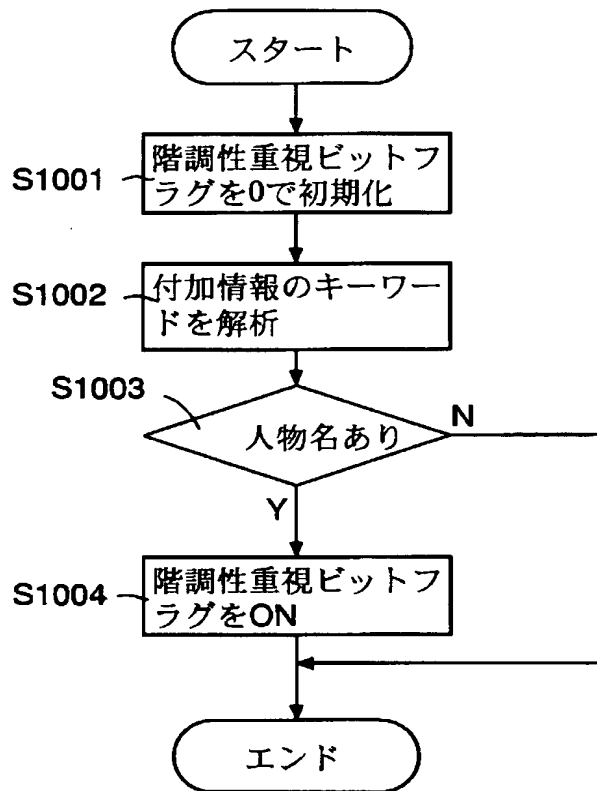 スタート
S1001
階調性重視ビットフ
ラグを0で初期化
S1002
付加情報のキーワー
ドを解析
S1003
人物名あり
N
Y
S1004
階調性重視ビットフ
ラグをON
エンド